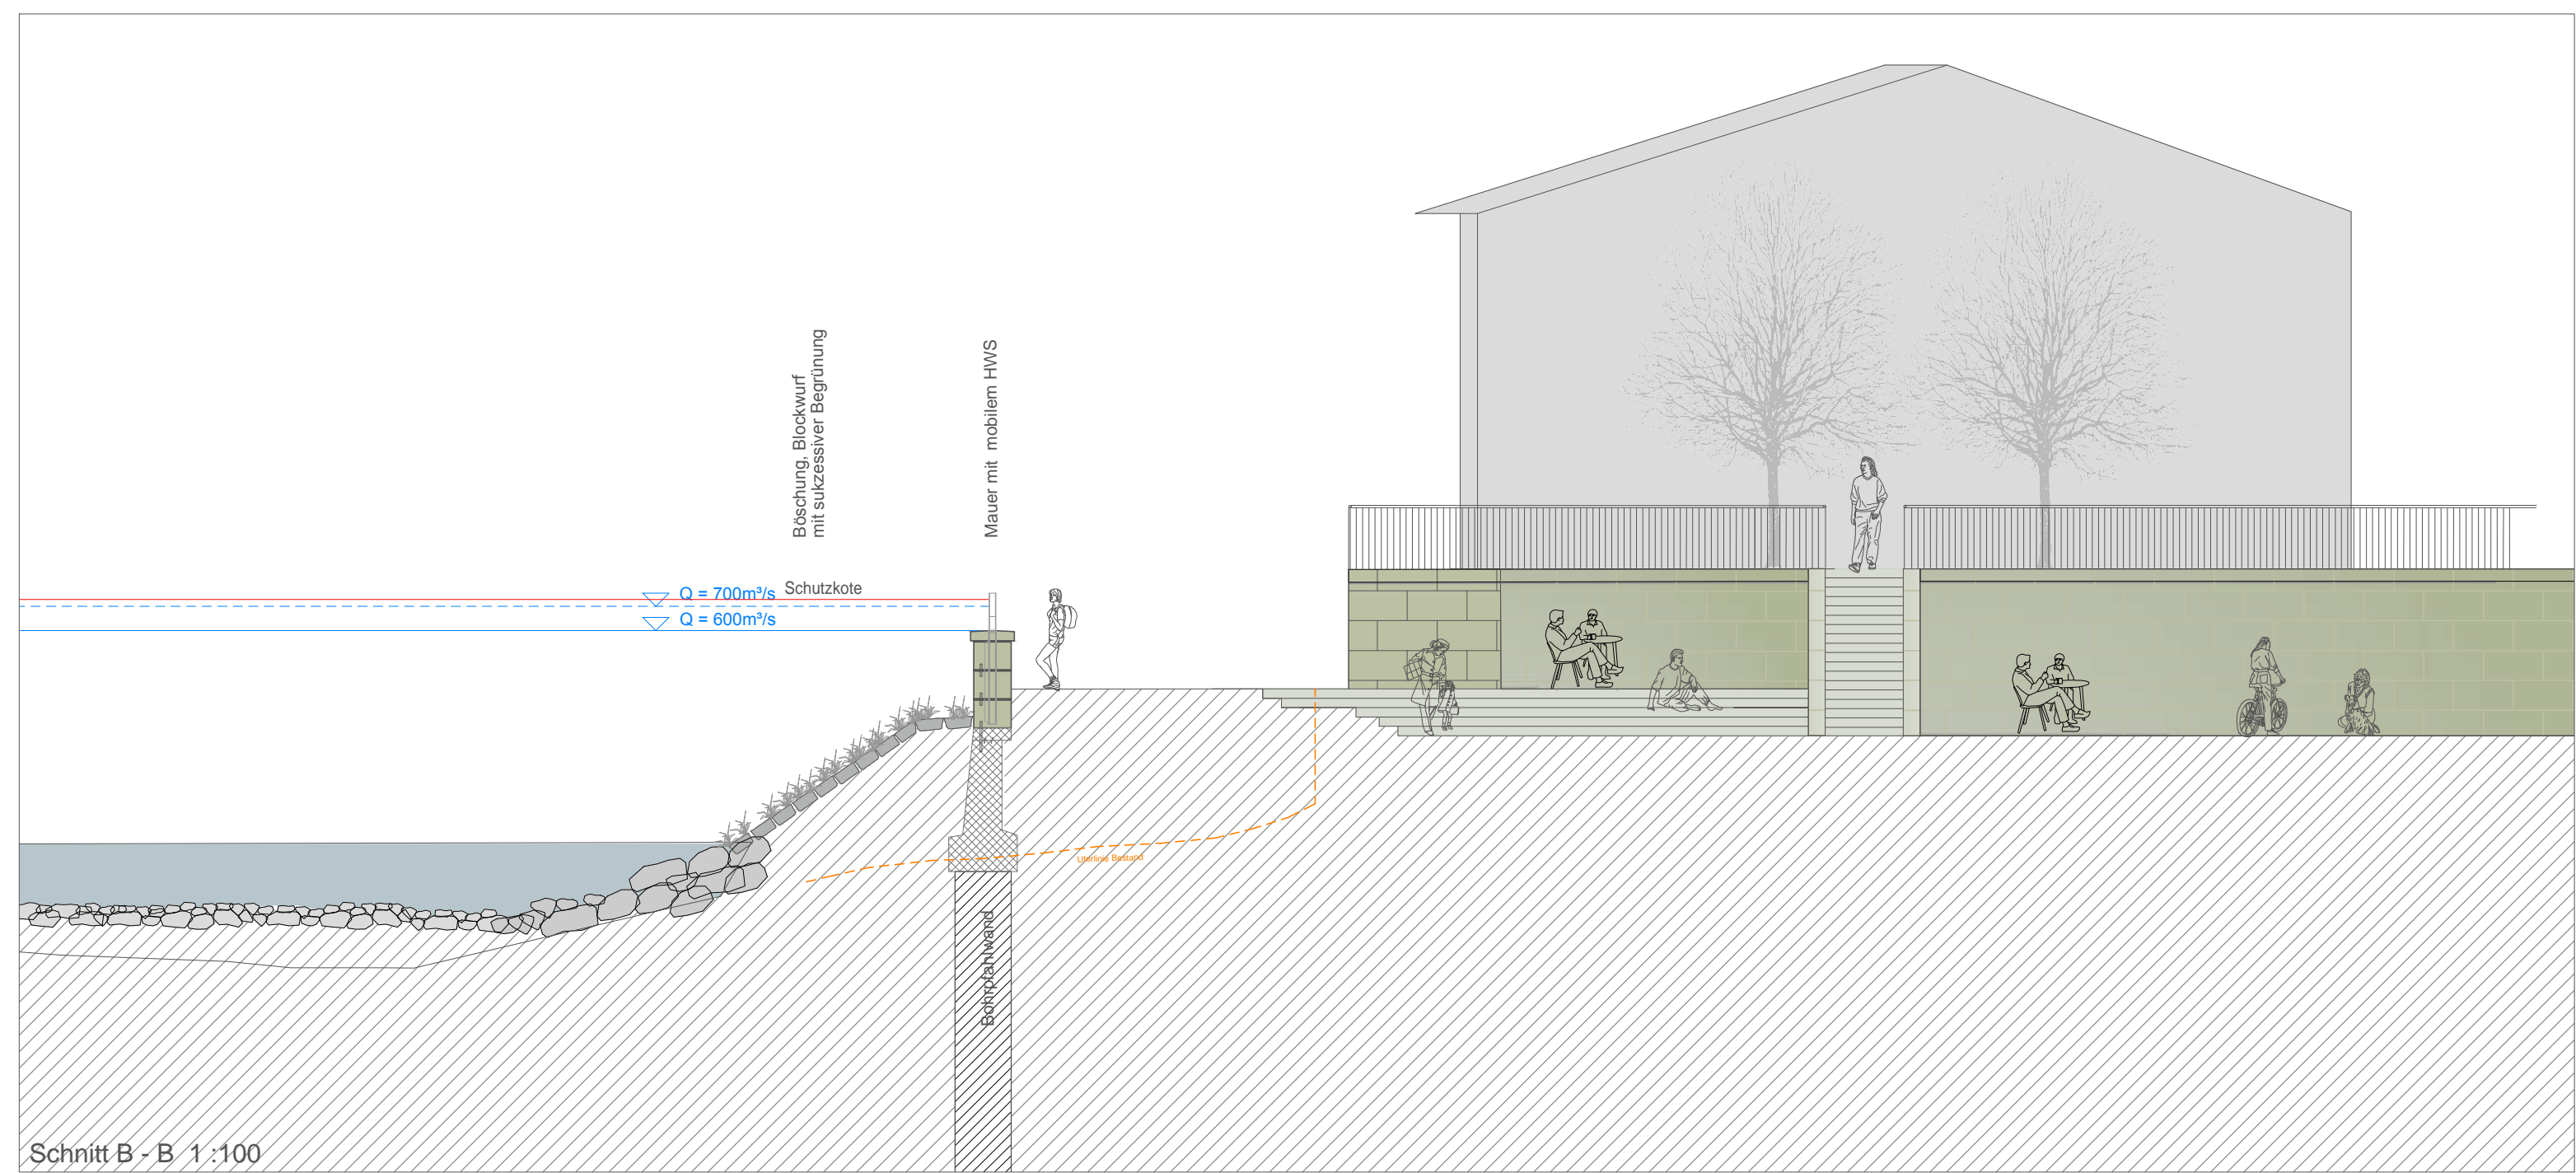 Böschung, Blockwurf
mit sukzessiver Begrünung
Mauer mit mobilem HWS
Q = 700m³/s
Schutzkote
Q = 600m³/s
Uferlinie Bestand
Bohrpfahlwand
Schnitt B - B 1 :100